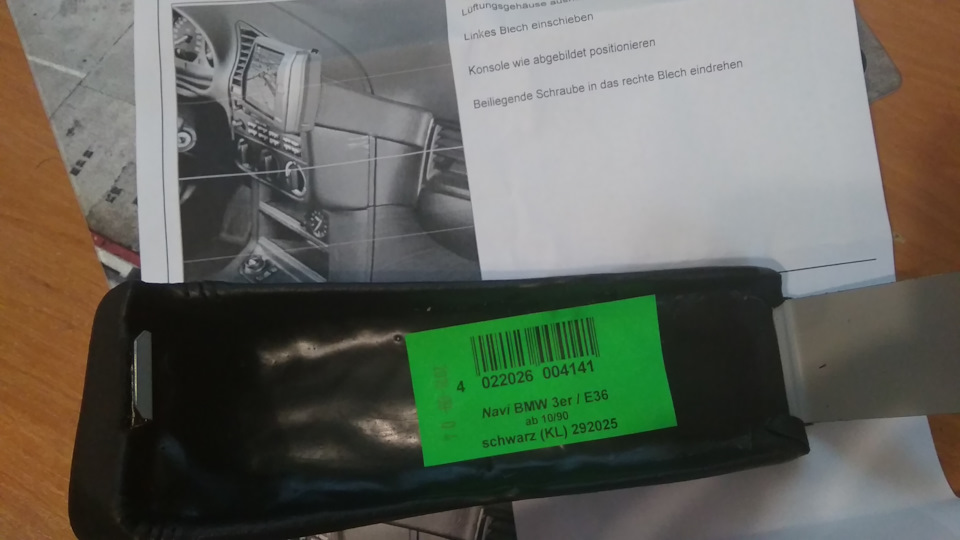 Lüftungsgehäuse
Linkes Blech einschieben
Konsole wie abgebildet positionieren
Beiliegende Schraube in das rechte Blech eindrehen
4 022026 004141
Navi BMW 3er / E36
ab 10/90
schwarz (KL) 292025